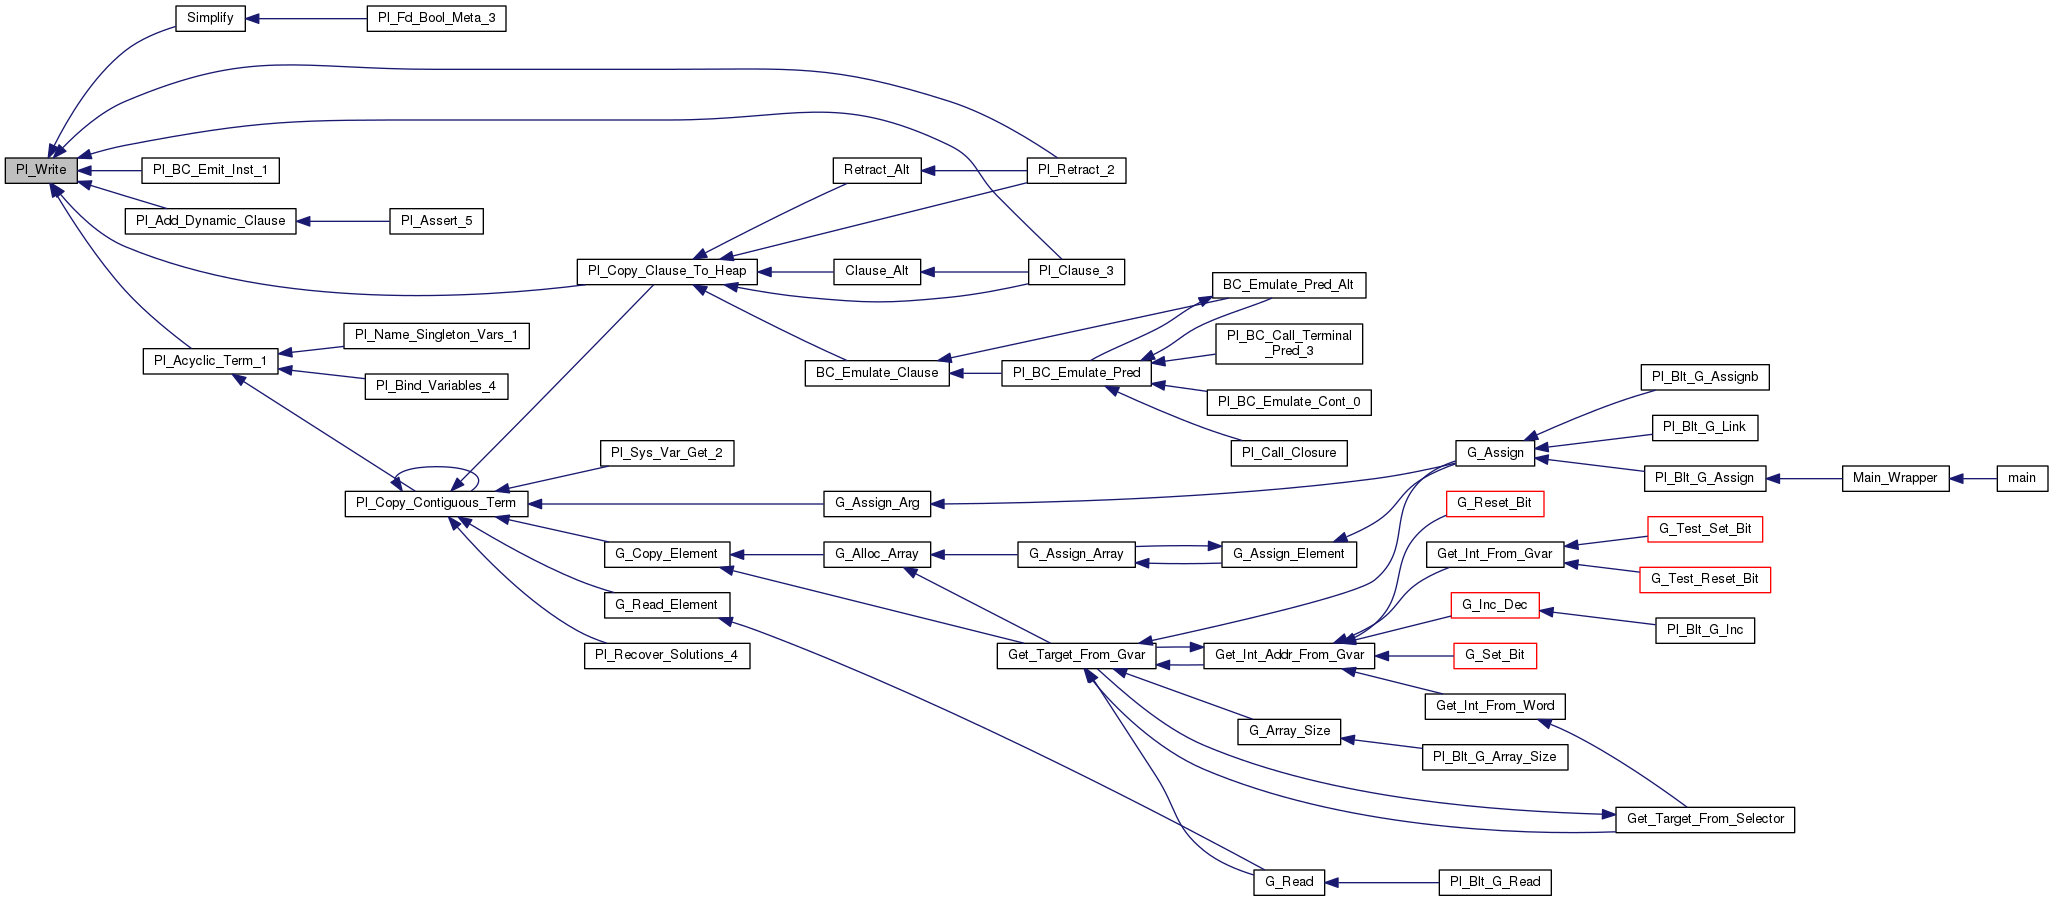 Simplify
Pl_Fd_Bool_Meta_3
Pl_Write
Pl_BC_Emit_Inst_1
Retract_Alt
Pl_Retract_2
Pl_Add_Dynamic_Clause
Pl_Assert_5
Pl_Copy_Clause_To_Heap
Clause_Alt
Pl_Clause_3
BC_Emulate_Pred_Alt
Pl_Name_Singleton_Vars_1
Pl_BC_Call_Terminal
_Pred_3
Pl_Acyclic_Term_1
BC_Emulate_Clause
Pl_BC_Emulate_Pred
Pl_Blt_G_Assignb
Pl_Bind_Variables_4
Pl_BC_Emulate_Cont_0
Pl_Blt_G_Link
Pl_Sys_Var_Get_2
Pl_Call_Closure
G_Assign
Pl_Blt_G_Assign
Main_Wrapper
main
Pl_Copy_Contiguous_Term
G_Assign_Arg
G_Reset_Bit
G_Test_Set_Bit
G_Copy_Element
G_Alloc_Array
G_Assign_Array
G_Assign_Element
Get_Int_From_Gvar
G_Test_Reset_Bit
G_Read_Element
G_Inc_Dec
Pl_Blt_G_Inc
Pl_Recover_Solutions_4
Get_Target_From_Gvar
Get_Int_Addr_From_Gvar
G_Set_Bit
Get_Int_From_Word
G_Array_Size
Pl_Blt_G_Array_Size
Get_Target_From_Selector
G_Read
Pl_Blt_G_Read